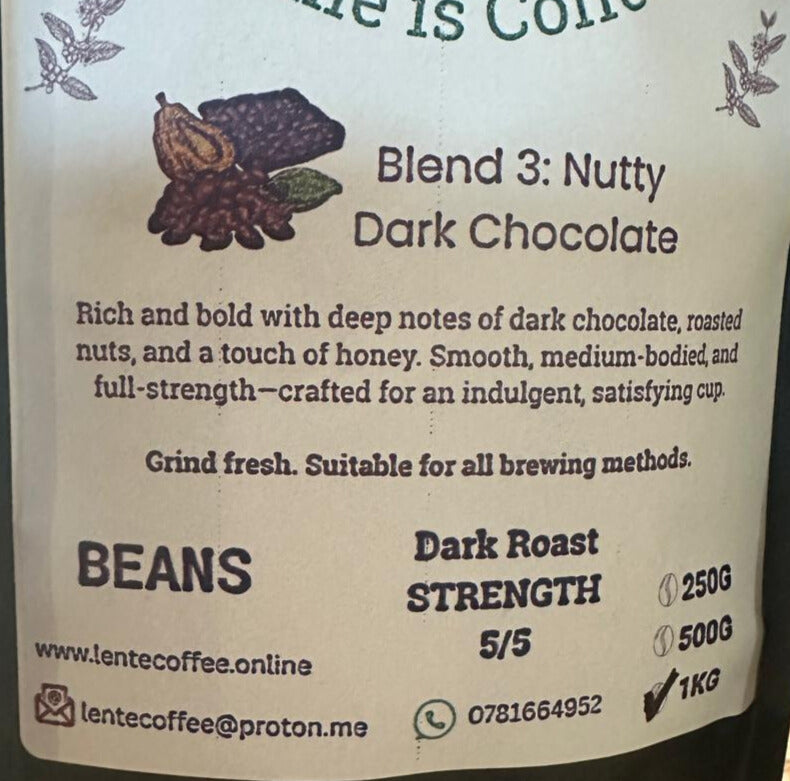 is
Blend 3: Nutty
Dark Chocolate
Rich and bold with deep notes of dark chocolate, roasted
nuts, and a touch of honey. Smooth, medium-bodied, and
full-strength—crafted for an indulgent, satisfying cup.
Grind fresh. Suitable for all brewing methods.
BEANS
Dark Roast
STRENGTH
5/5
250G
500G
1KG
www.lentecoffee.online
lentecoffee@proton.me
0781664952